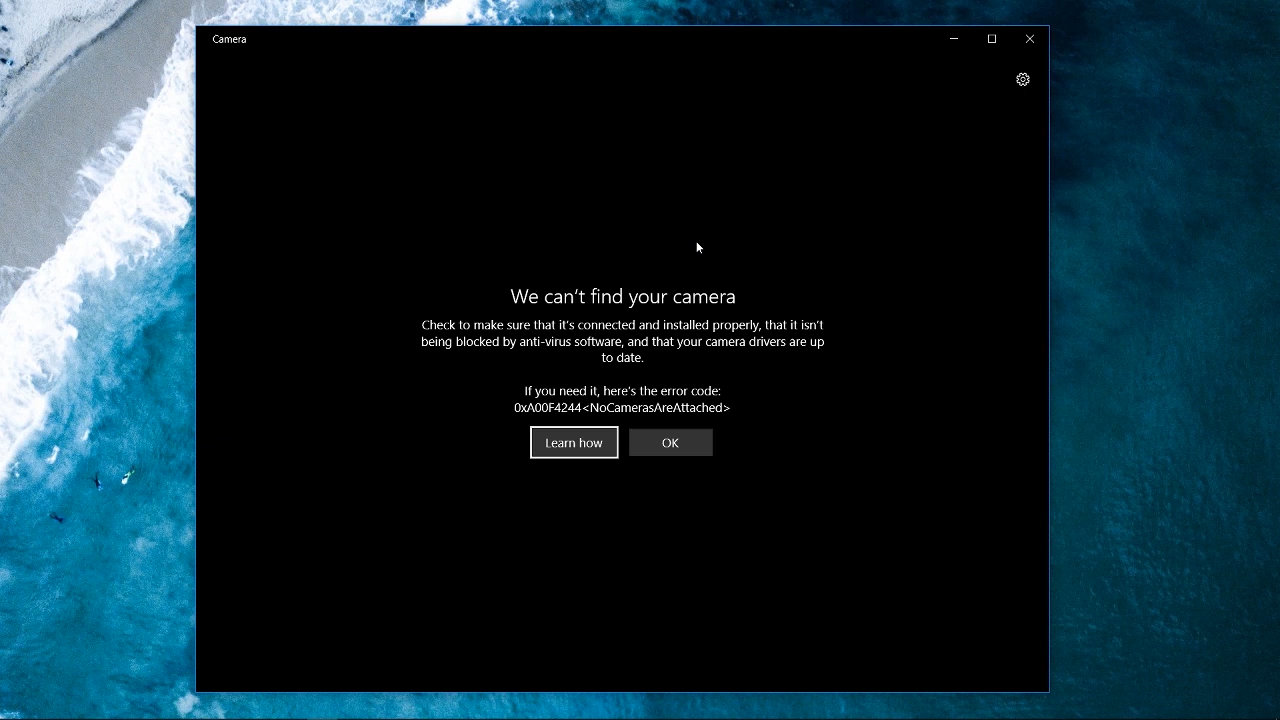 Camera
We can’t find your camera
Check to make sure that it’s connected and installed properly, that it isn’t
being blocked by anti-virus software, and that your camera drivers are up
to date.
If you need it, here’s the error code:
0xA00F4244<NoCamerasAreAttached>
Learn how
OK